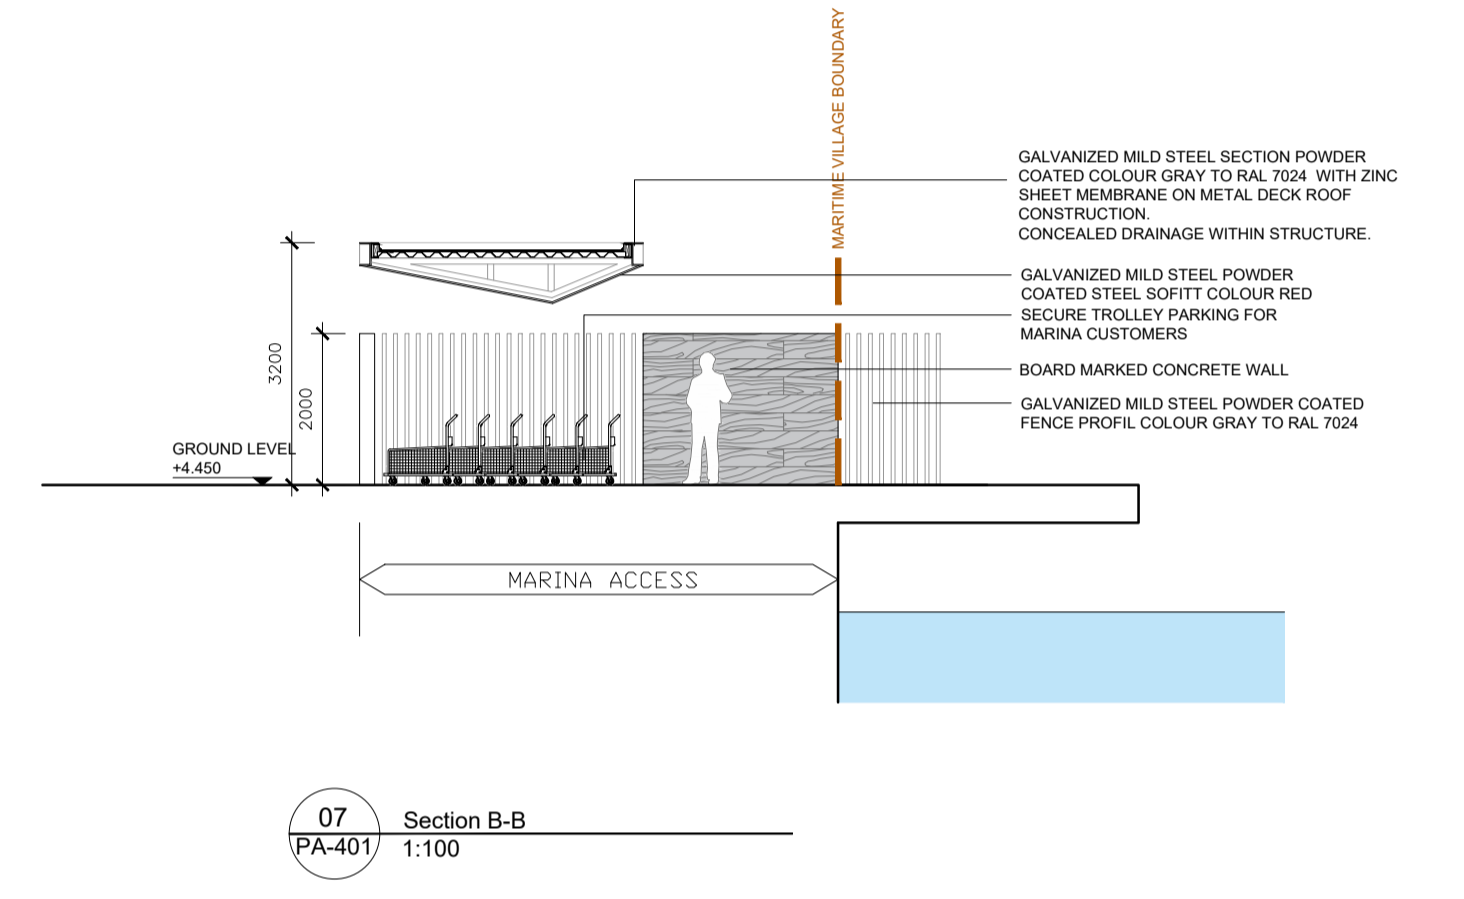 MARITIME VILLAGE BOUNDARY
GALVANIZED MILD STEEL SECTION POWDER
COATED COLOUR GRAY TO RAL 7024 WITH ZINC
SHEET MEMBRANE ON METAL DECK ROOF
CONSTRUCTION.
CONCEALED DRAINAGE WITHIN STRUCTURE.
GALVANIZED MILD STEEL POWDER
COATED STEEL SOFITT COLOUR RED
SECURE TROLLEY PARKING FOR
MARINA CUSTOMERS
BOARD MARKED CONCRETE WALL
GALVANIZED MILD STEEL POWDER COATED
FENCE PROFIL COLOUR GRAY TO RAL 7024
3200
2000
GROUND LEVEL
+4.450
MARINA ACCESS
07
PA-401
Section B-B
1:100